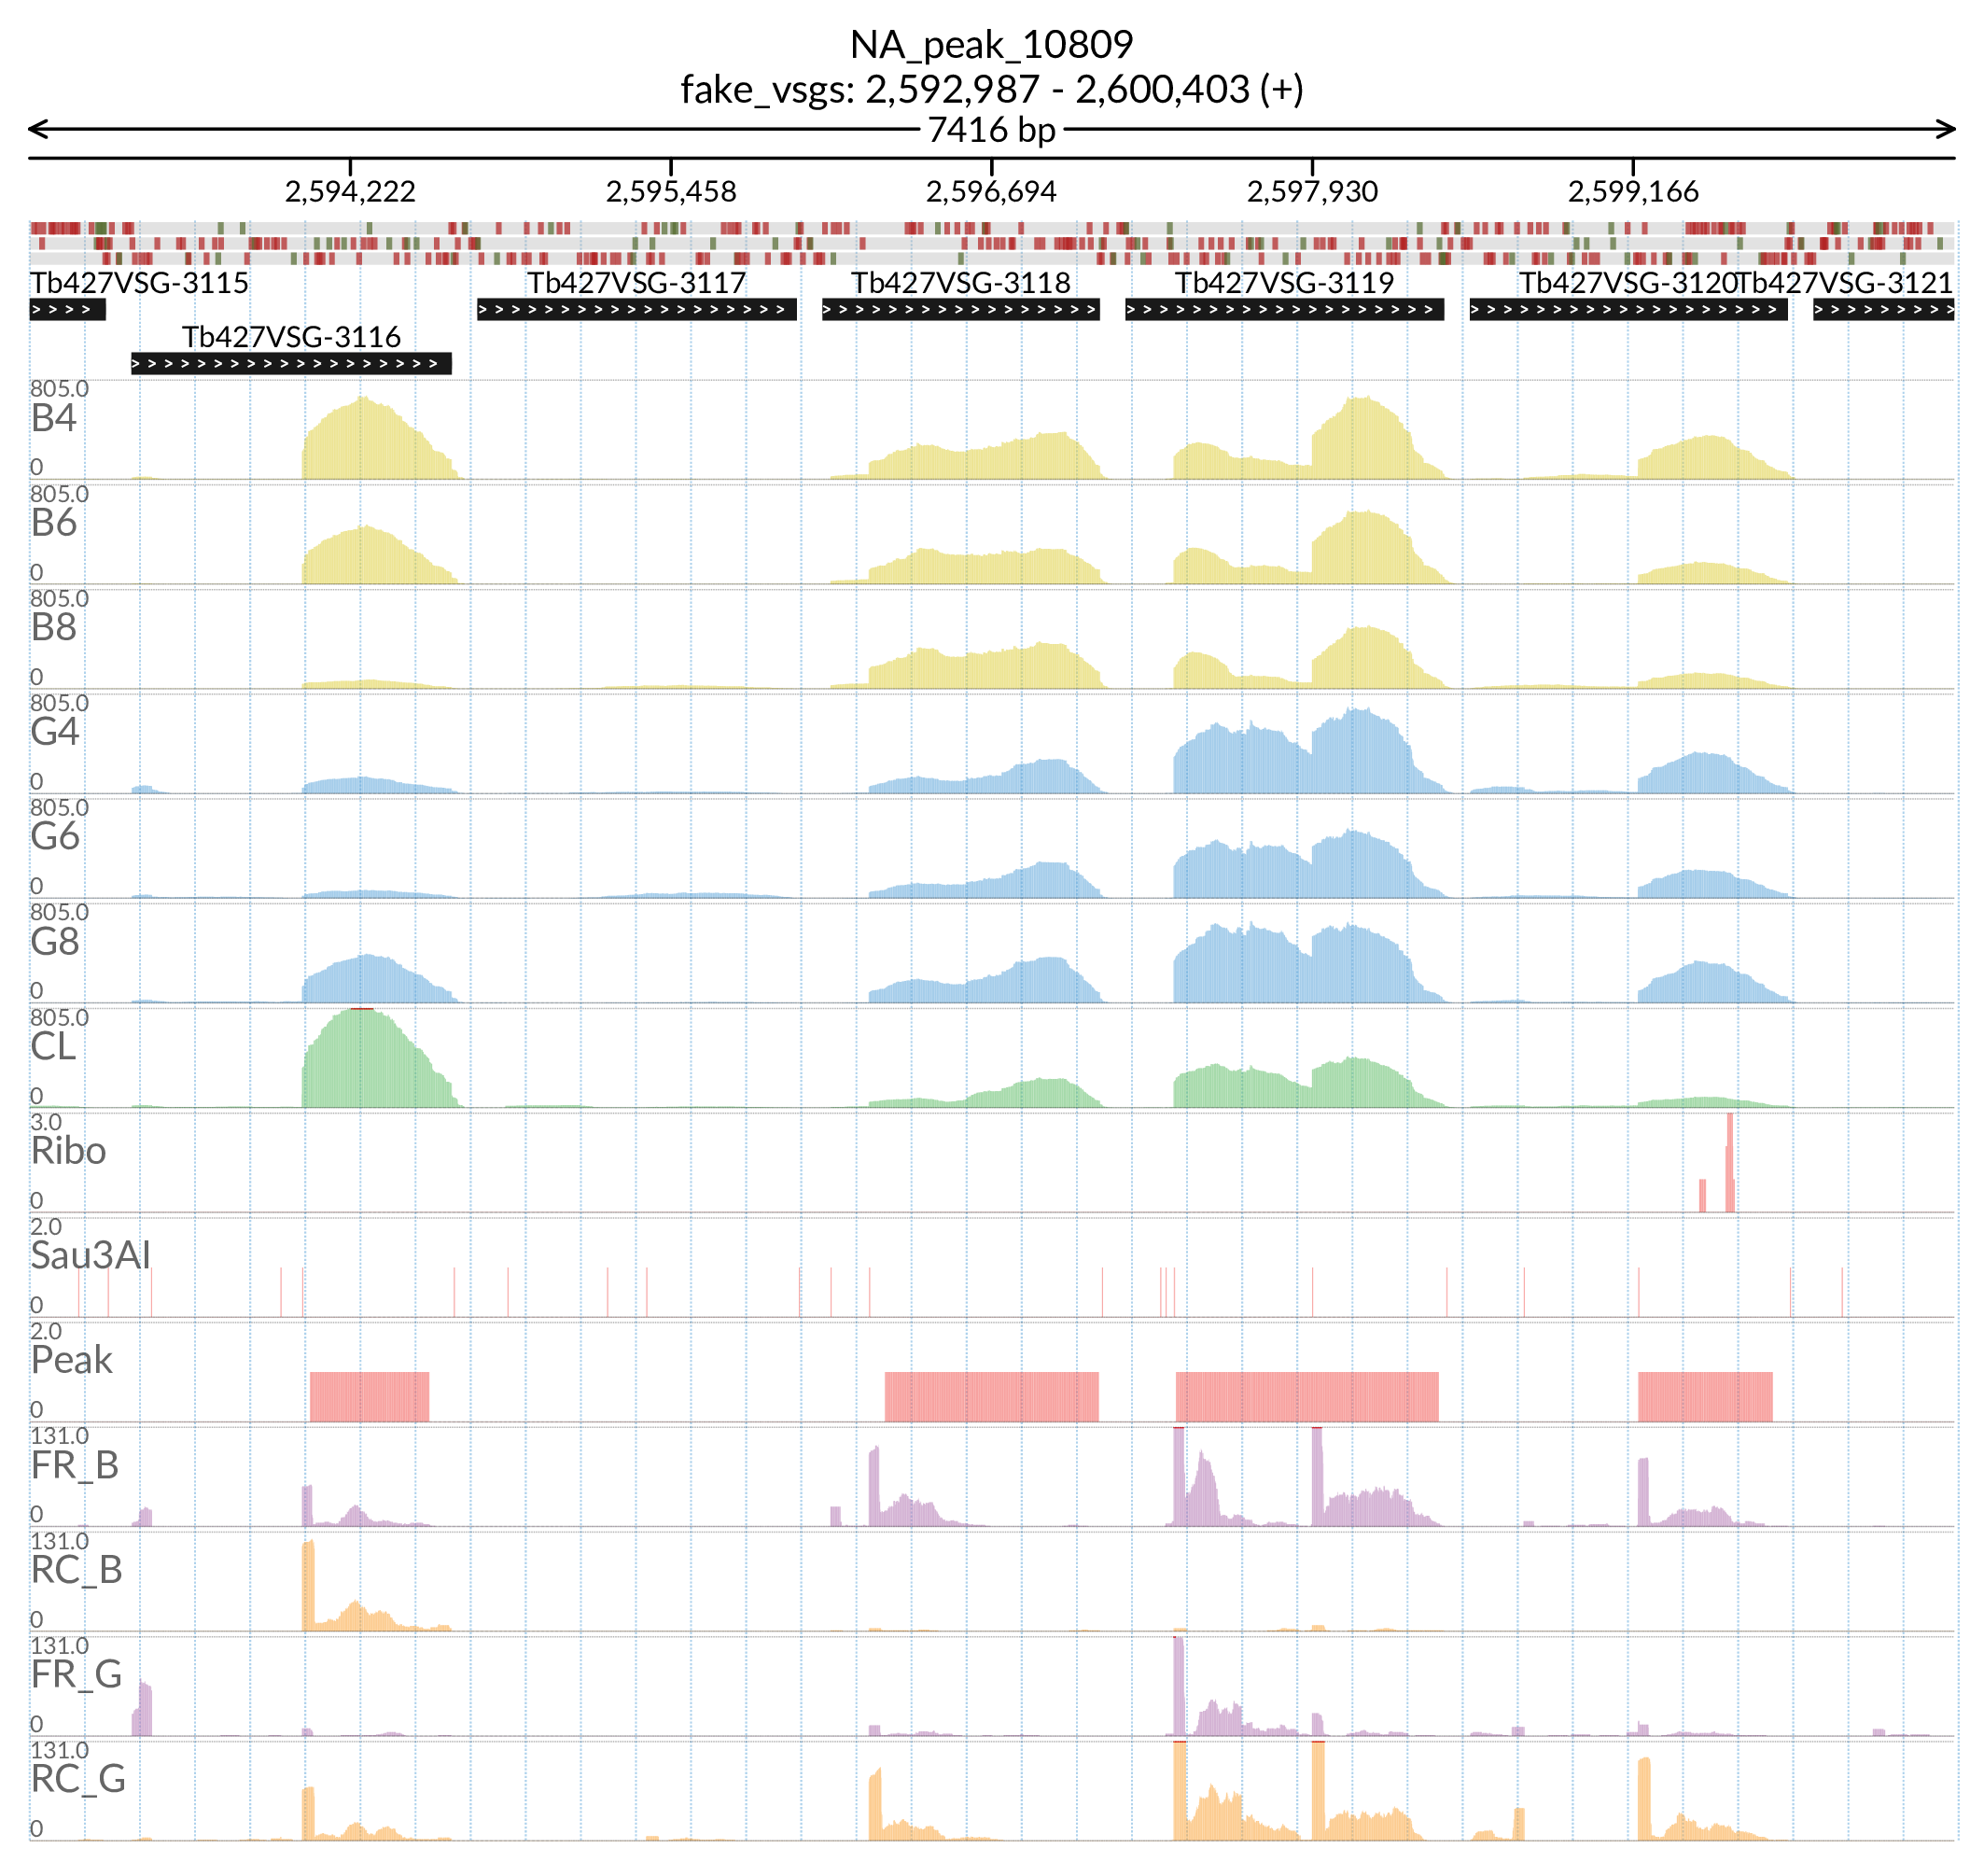 NA_peak_10809
fake_vsgs: 2,592,987 - 2,600,403 (+)
7416 bp
2,594,222 2,595,458 2,596,694 2,597,930 2,599,166
Tb427VSG-3115 Tb427VSG-3117 Tb427VSG-3118 Tb427VSG-3119 Tb427VSG-3120 Tb427VSG-3121
Tb427VSG-3116
805.0
B4
0
805.0
B6
0
805.0
B8
0
805.0
G4
0
805.0
G6
0
805.0
G8
0
805.0
CL
0
3.0
Ribo
0
2.0
Sau3AI
0
2.0
Peak
0
131.0
FR_B
0
131.0
RC_B
0
131.0
FR_G
0
131.0
RC_G
0